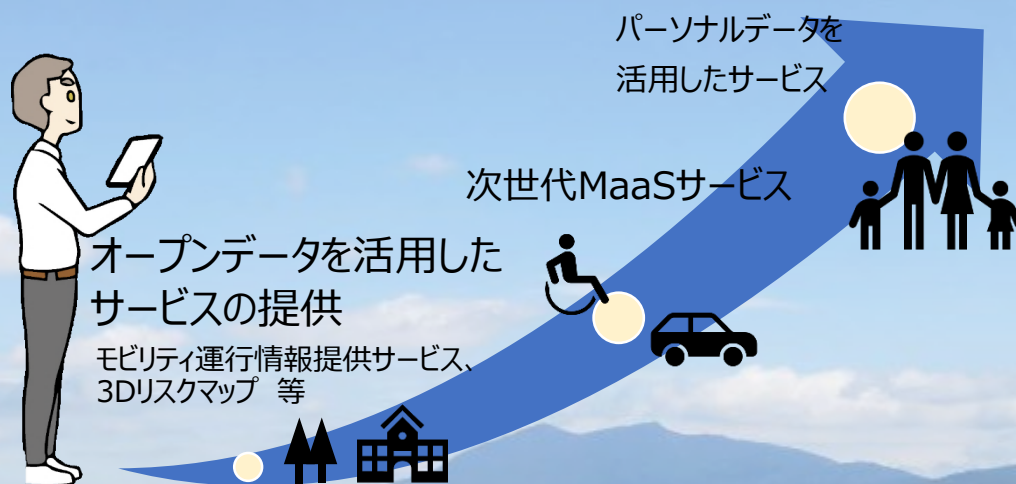 パーソナルデータを
活用したサービス
次世代MaaSサービス
オープンデータを活用した
サービスの提供
モビリティ運行情報提供サービス、
3Dリスクマップ 等